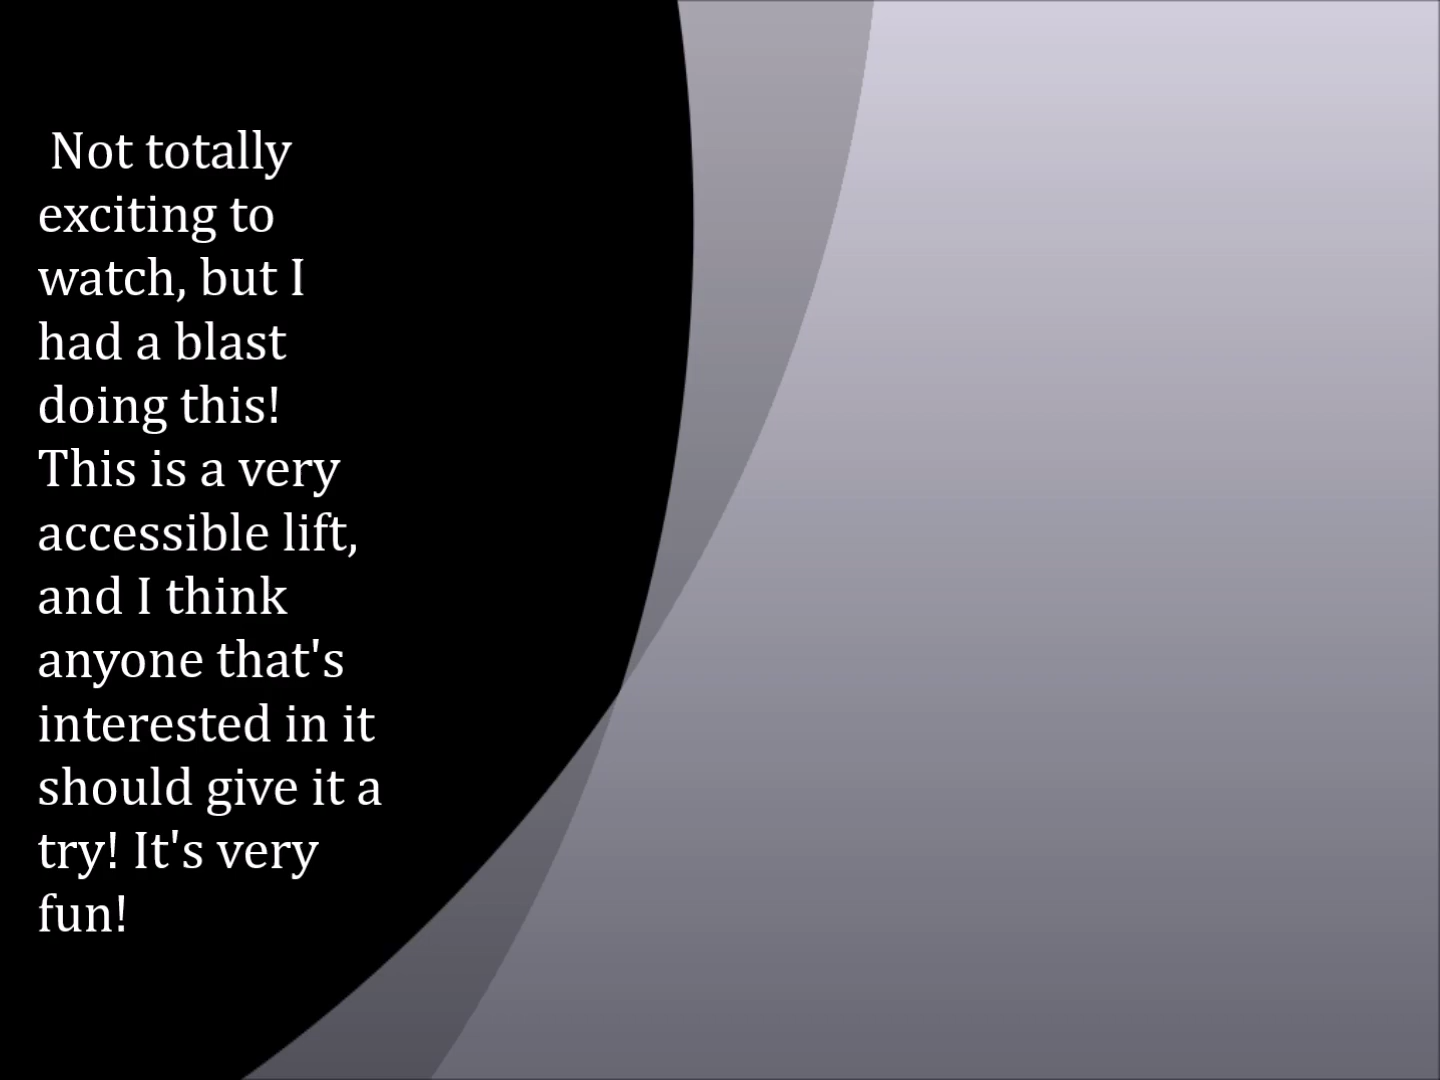 Not totally
exciting to
watch, but I
had a blast
doing this!
This is a very
accessible lift,
and I think
anyone that's
interested in it
should give it a
try! It's very
fun!